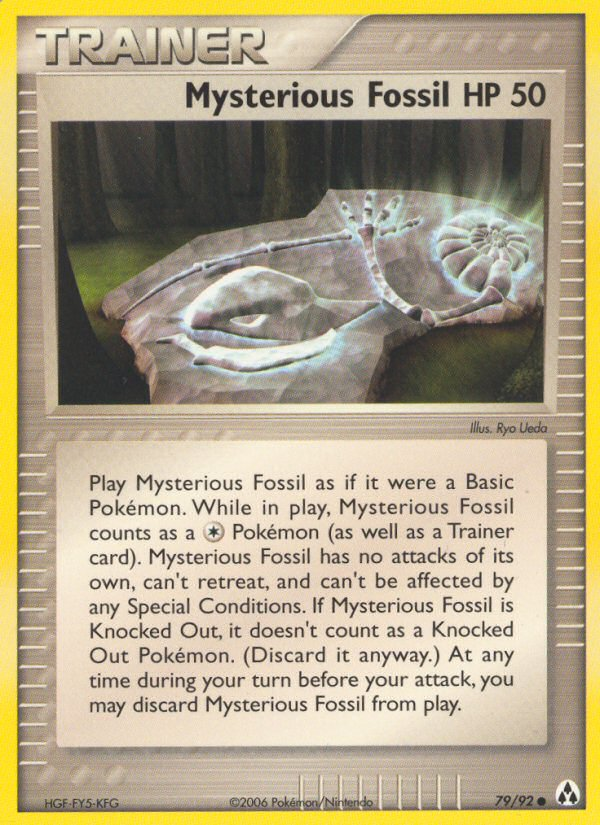 TRAINER
Mysterious Fossil HP 50
Illus. Ryo Ueda
Play Mysterious Fossil as if it were a Basic
Pokémon. While in play, Mysterious Fossil
counts as a Pokémon (as well as a Trainer
card). Mysterious Fossil has no attacks of its
own, can't retreat, and can't be affected by
any Special Conditions. If Mysterious Fossil is
Knocked Out, it doesn't count as a Knocked
Out Pokémon. (Discard it anyway.) At any
time during your turn before your attack, you
may discard Mysterious Fossil from play.
HGF-FY5-KFG
©2006 Pokémon/Nintendo
79/92